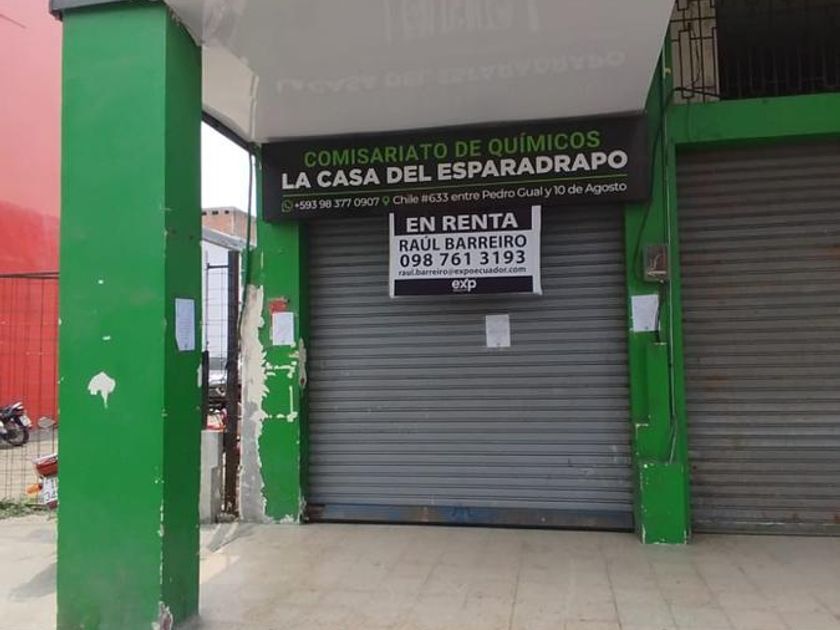 COMISARIATO DE QUÍMICOS
LA CASA DEL ESPARADRAPO
+593 98 377 0907 Chile #633 entre Pedro Gual y 10 de Agosto
EN RENTA
RAÚL BARREIRO
098 761 3193
raul.barreiro@expoecuador.com
exp